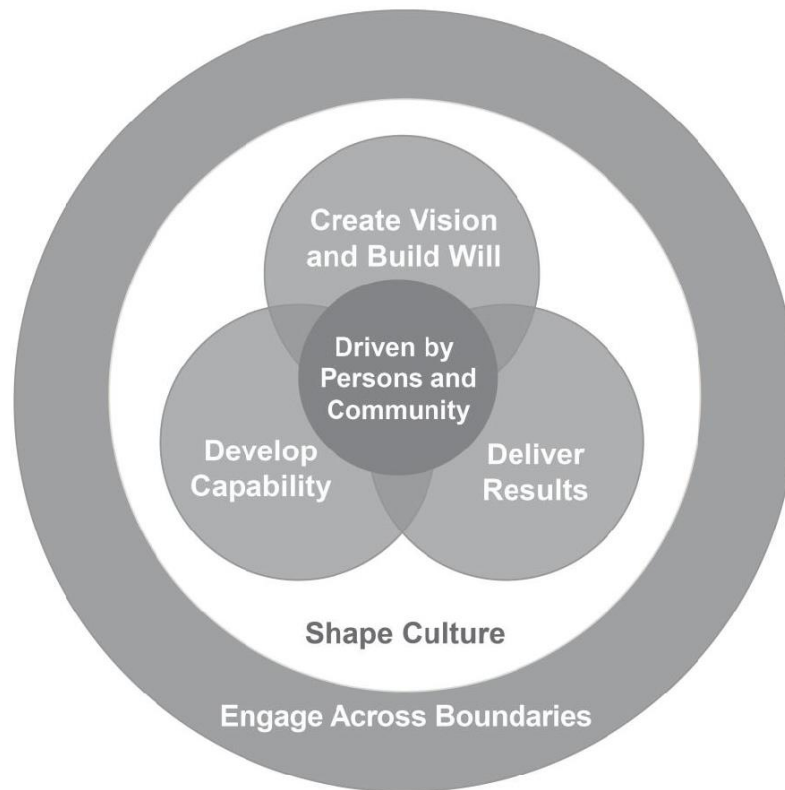 Create Vision
and Build Will
Driven by
Persons and
Community
Develop
Capability
Deliver
Results
Shape Culture
Engage Across Boundaries